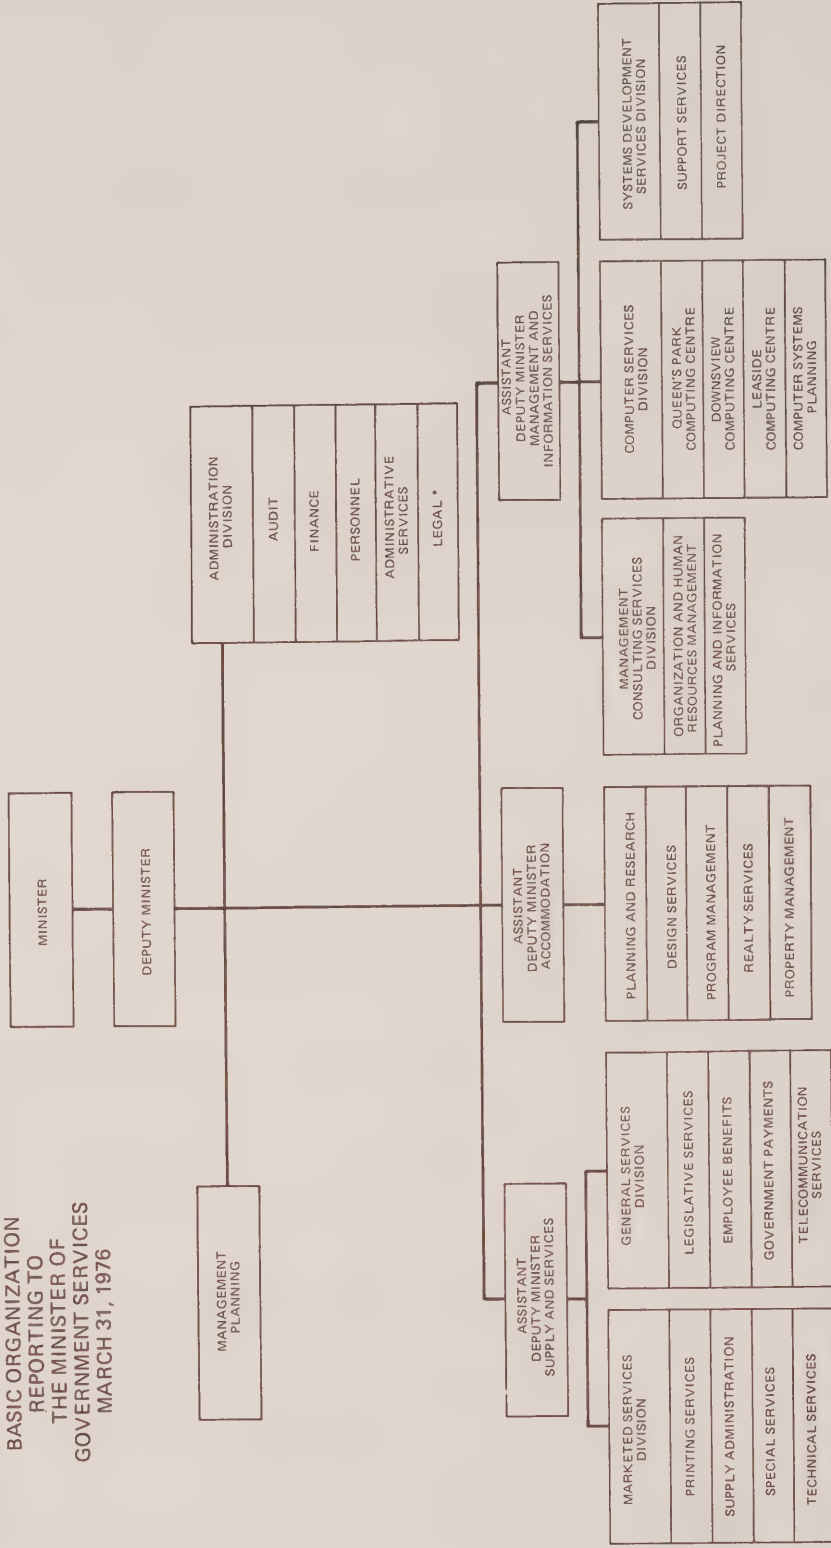 BASIC ORGANIZATION
REPORTING TO
THE MINISTER OF
GOVERNMENT SERVICES
MARCH 31, 1976
MINISTER
DEPUTY MINISTER
MANAGEMENT
PLANNING
ADMINISTRATION
DIVISION
AUDIT
FINANCE
PERSONNEL
ADMINISTRATIVE
SERVICES
LEGAL *
ASSISTANT
DEPUTY MINISTER
SUPPLY AND SERVICES
ASSISTANT
DEPUTY MINISTER
ACCOMMODATION
ASSISTANT
DEPUTY MINISTER
MANAGEMENT AND
INFORMATION SERVICES
MARKETED SERVICES
DIVISION
PRINTING SERVICES
SUPPLY ADMINISTRATION
SPECIAL SERVICES
TECHNICAL SERVICES
GENERAL SERVICES
DIVISION
LEGISLATIVE SERVICES
EMPLOYEE BENEFITS
GOVERNMENT PAYMENTS
TELECOMMUNICATION
SERVICES
PLANNING AND RESEARCH
DESIGN SERVICES
PROGRAM MANAGEMENT
REALTY SERVICES
PROPERTY MANAGEMENT
MANAGEMENT
CONSULTING SERVICES
DIVISION
ORGANIZATION AND HUMAN
RESOURCES MANAGEMENT
PLANNING AND INFORMATION
SERVICES
COMPUTER SERVICES
DIVISION
QUEEN'S PARK
COMPUTING CENTRE
DOWNSVIEW
COMPUTING CENTRE
LEASIDE
COMPUTING CENTRE
COMPUTER SYSTEMS
PLANNING
SYSTEMS DEVELOPMENT
SERVICES DIVISION
SUPPORT SERVICES
PROJECT DIRECTION